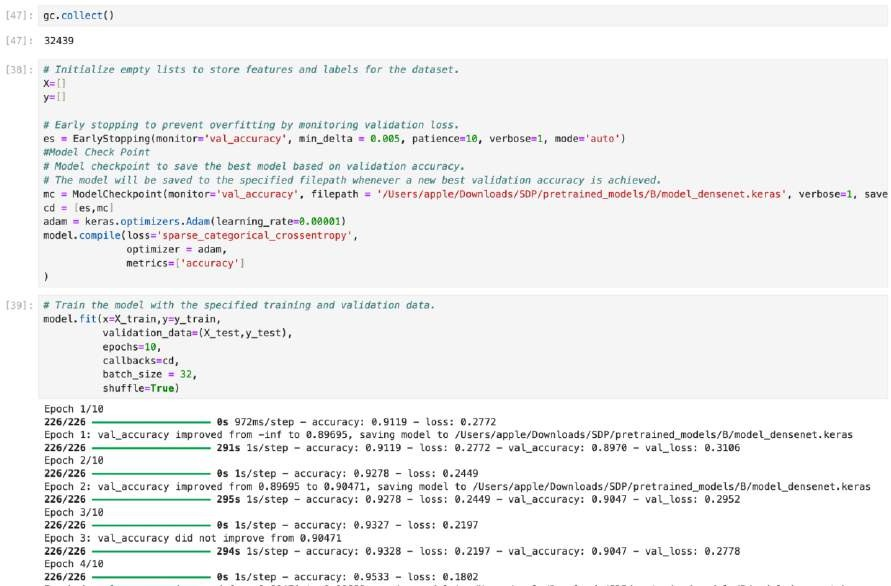 [47]: gc.collect()
[47]: 32439
[38]: # Initialize empty lists to store features and labels for the dataset.
X=[]
y=[]
# Early stopping to prevent overfitting by monitoring validation loss.
es = EarlyStopping(monitor='val_accuracy', min_delta = 0.005, patience=10, verbose=1, mode='auto')
#Model Check Point
# Model checkpoint to save the best model based on validation accuracy.
# The model will be saved to the specified filepath whenever a new best validation accuracy is achieved.
mc = ModelCheckpoint(monitor='val_accuracy', filepath = '/Users/apple/Downloads/SDP/pretrained_models/B/model_densenet.keras', verbose=1, save
cd = [es,mc]
adam = keras.optimizers.Adam(learning_rate=0.00001)
model.compile(loss='sparse_categorical_crossentropy',
optimizer = adam,
metrics=['accuracy']
)
[39]: # Train the model with the specified training and validation data.
model.fit(x=X_train,y=y_train,
validation_data=(X_test,y_test),
epochs=10,
callbacks=cd,
batch_size = 32,
shuffle=True)
Epoch 1/10
226/226 0s 972ms/step - accuracy: 0.9119 - loss: 0.2772
Epoch 1: val_accuracy improved from -inf to 0.89695, saving model to /Users/apple/Downloads/SDP/pretrained_models/B/model_densenet.keras
226/226 291s 1s/step - accuracy: 0.9119 - loss: 0.2772 - val_accuracy: 0.8970 - val_loss: 0.3106
Epoch 2/10
226/226 0s 1s/step - accuracy: 0.9278 - loss: 0.2449
Epoch 2: val_accuracy improved from 0.89695 to 0.90471, saving model to /Users/apple/Downloads/SDP/pretrained_models/B/model_densenet.keras
226/226 295s 1s/step - accuracy: 0.9278 - loss: 0.2449 - val_accuracy: 0.9047 - val_loss: 0.2952
Epoch 3/10
226/226 0s 1s/step - accuracy: 0.9327 - loss: 0.2197
Epoch 3: val_accuracy did not improve from 0.90471
226/226 294s 1s/step - accuracy: 0.9328 - loss: 0.2197 - val_accuracy: 0.9047 - val_loss: 0.2778
Epoch 4/10
226/226 0s 1s/step - accuracy: 0.9533 - loss: 0.1802